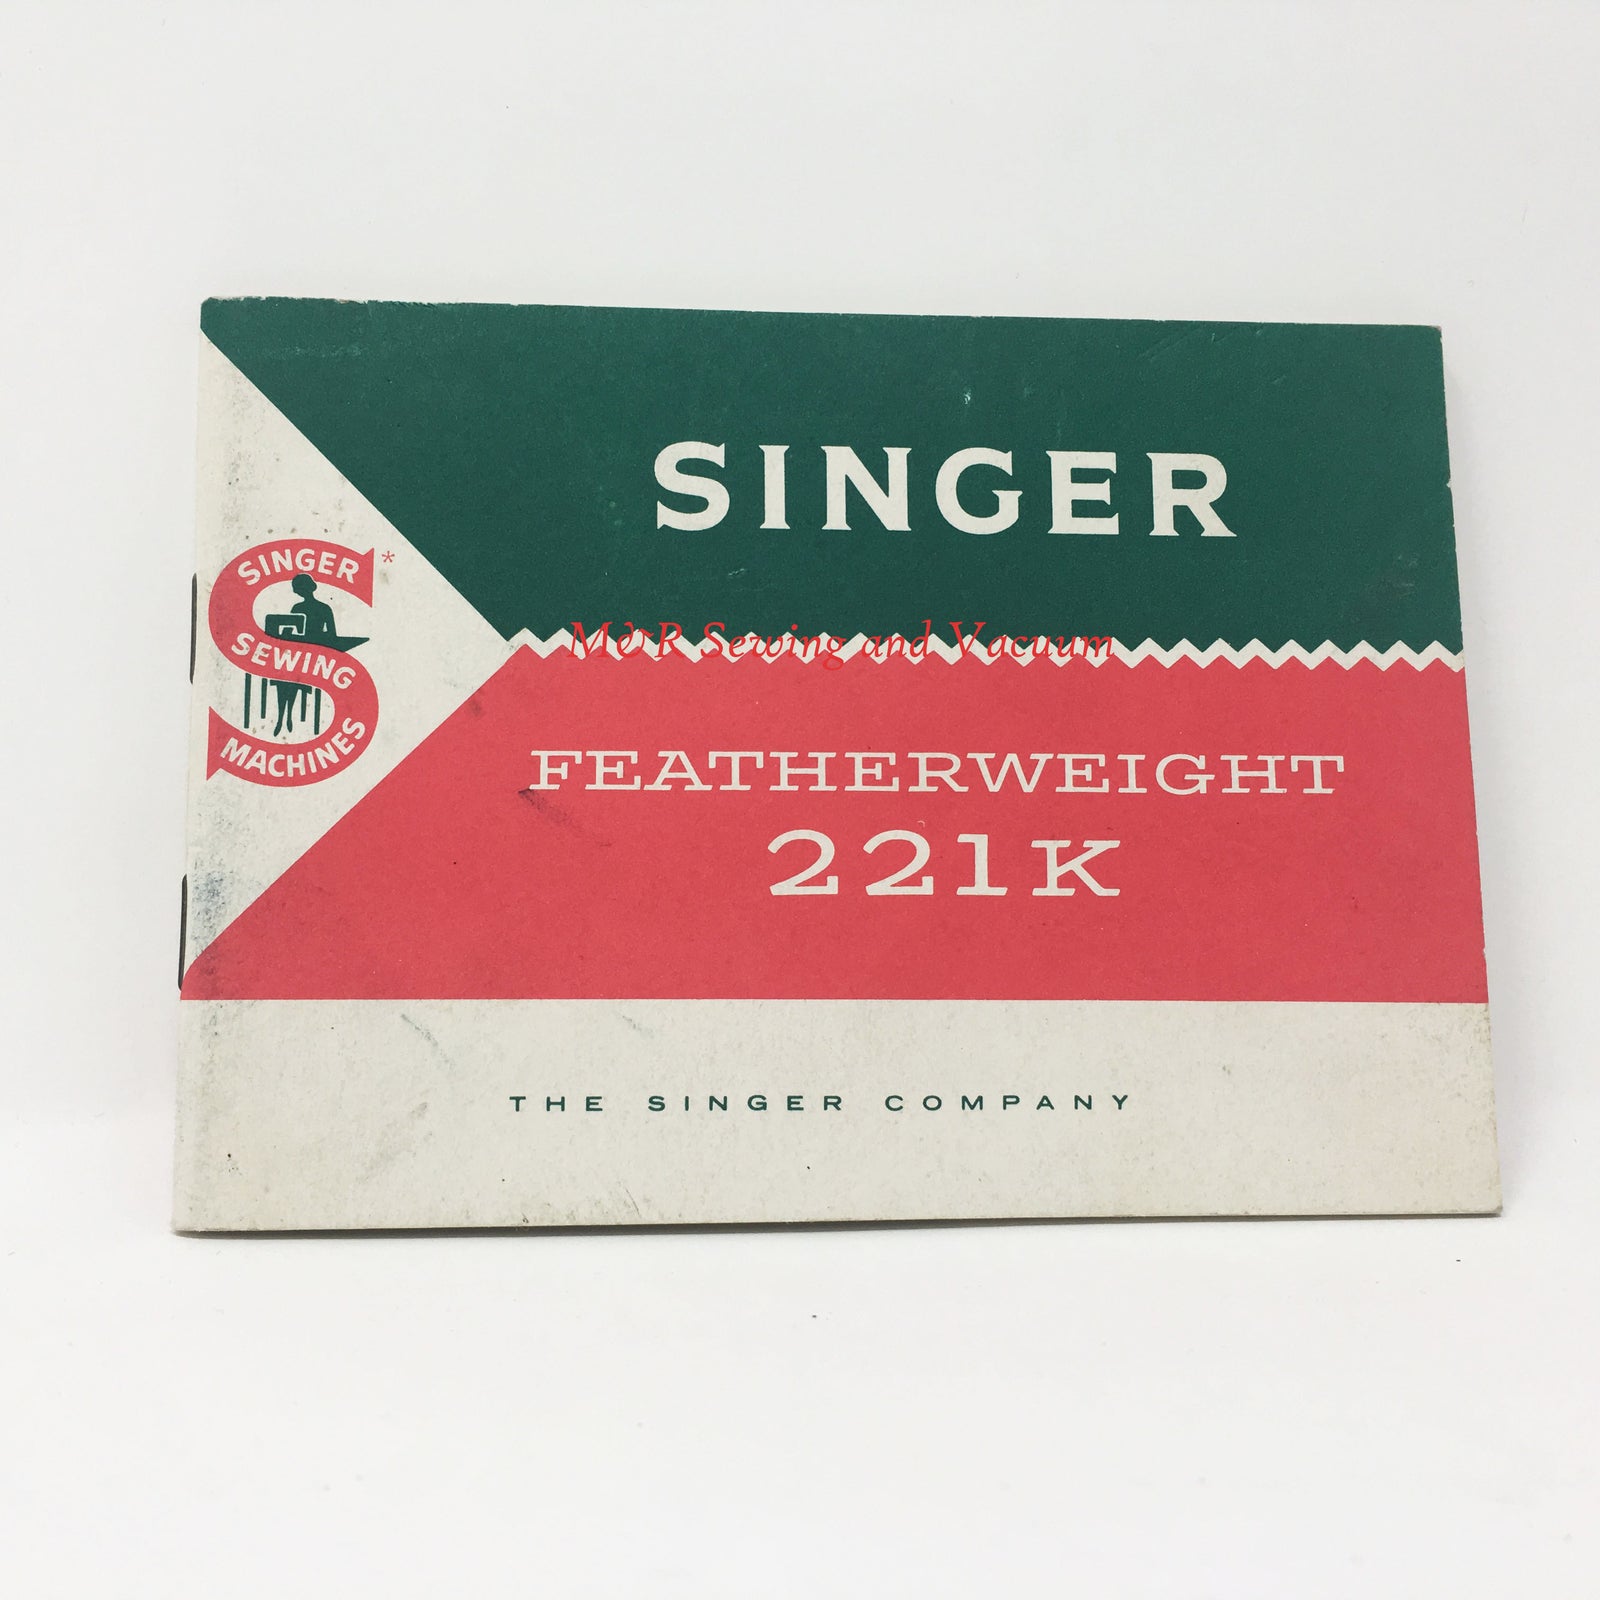 SINGER
SINGER *
SEWING
MACHINES
M&R Sewing and Vacuum
FEATHERWEIGHT
221K
THE SINGER COMPANY